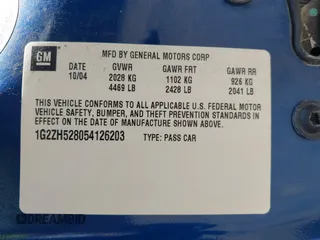 GM
MFD BY GENERAL MOTORS CORP
DATE GVWR GAWR FRT GAWR RR
10/04 2028 KG 1102 KG 926 KG
4469 LB 2428 LB 2041 LB
THIS VEHICLE CONFORMS TO ALL APPLICABLE U.S. FEDERAL MOTOR
VEHICLE SAFETY, BUMPER, AND THEFT PREVENTION STANDARDS IN
EFFECT ON THE DATE OF MANUFACTURE SHOWN ABOVE.
1G2ZH528054126203 TYPE: PASS CAR
DREAMBID